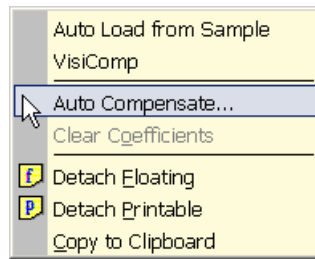 Auto Load from Sample
VisiComp
Auto Compensate...
Clear Coefficients
f Detach Floating
P Detach Printable
Copy to Clipboard